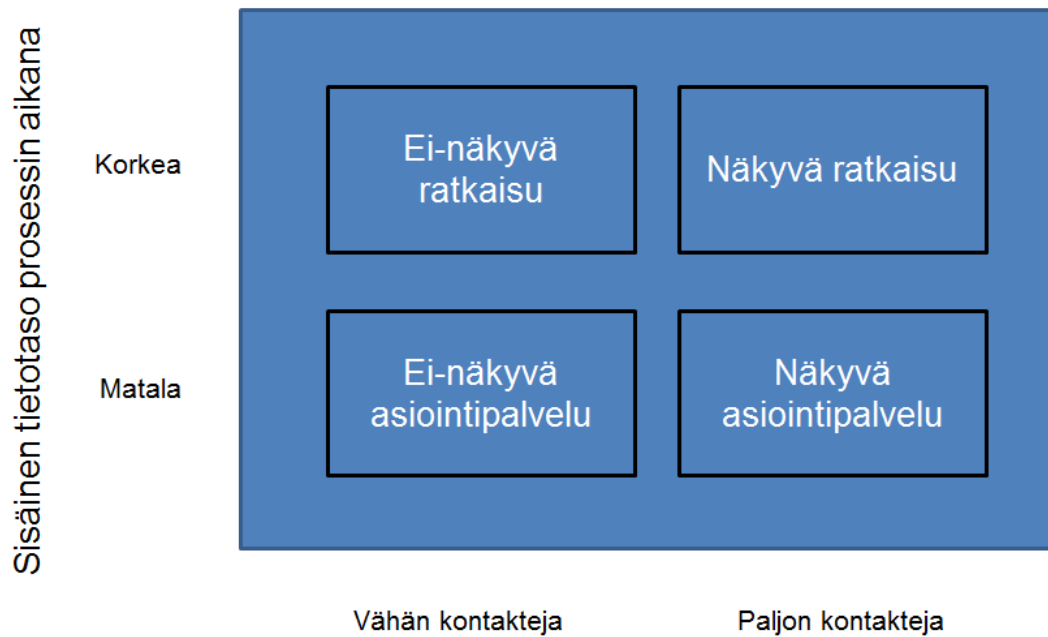 Sisäinen tietotaso prosessin aikana
Korkea
Ei-näkyvä
ratkaisu
Näkyvä ratkaisu
Matala
Ei-näkyvä
asiointipalvelu
Näkyvä
asiointipalvelu
Vähän kontakteja
Paljon kontakteja